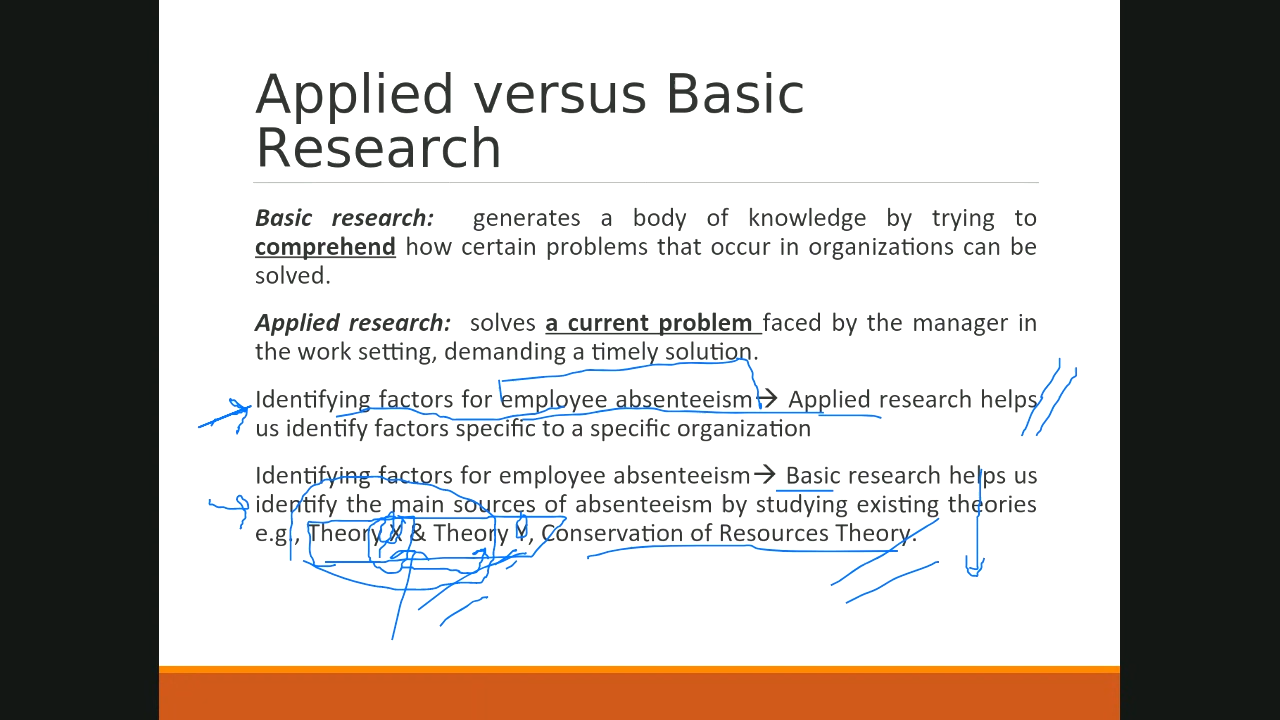 Applied versus Basic
Research
Basic research: generates a body of knowledge by trying to
comprehend how certain problems that occur in organizations can be
solved.
Applied research: solves a current problem faced by the manager in
the work setting, demanding a timely solution.
Identifying factors for employee absenteeism→ Applied research helps
us identify factors specific to a specific organization
Identifying factors for employee absenteeism→ Basic research helps us
identify the main sources of absenteeism by studying existing theories
e.g., Theory X & Theory Y, Conservation of Resources Theory.